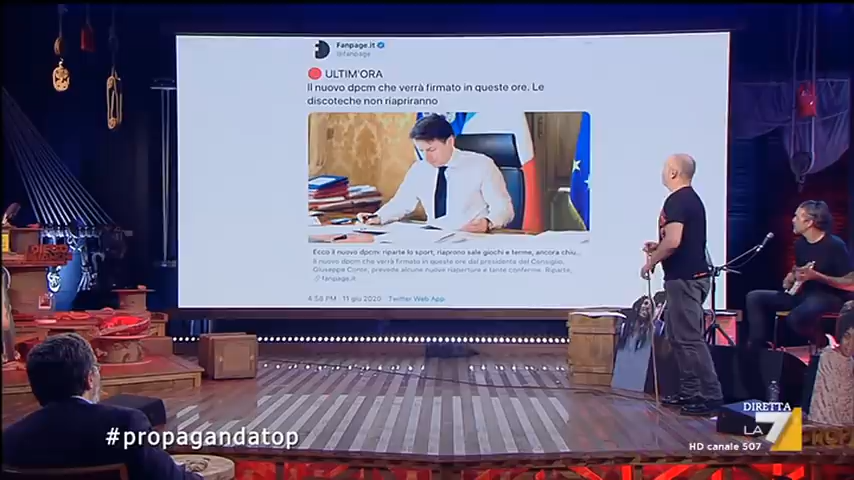 Fanpage.it
@fanpage
ULTIM'ORA
Il nuovo dpcm che verrà firmato in queste ore. Le
discoteche non riapriranno
Ecco il nuovo dpcm: riparte lo sport, riaprono sale giochi e terme, ancora chiu...
Il nuovo dpcm che verrà firmato in queste ore dal presidente del Consiglio,
Giuseppe Conte, prevede alcune nuove riaperture e tante conferme. Riparte,
fanpage.it
4:58 PM · 11 giu 2020 · Twitter Web App
#propagandatop
DIRETTA
LA 7
HD canale 507